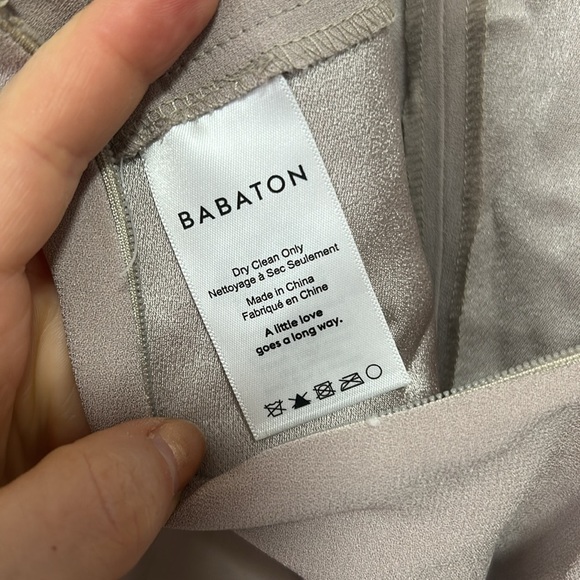 BABATON
Dry Clean Only
Nettoyage à Sec Seulement
Made in China
Fabriqué en Chine
A little love
goes a long way.